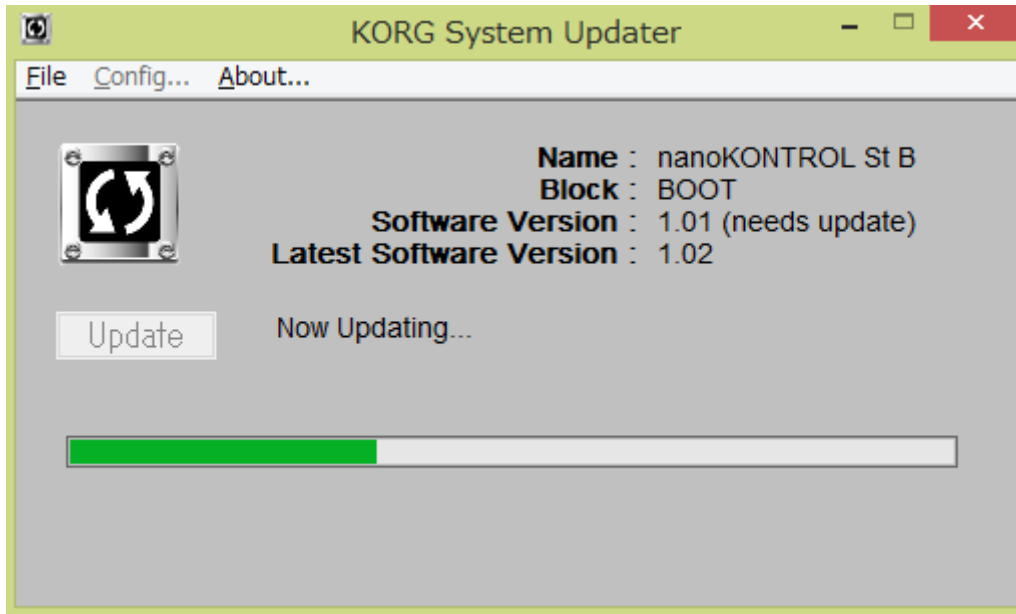 KORG System Updater
File Config... About...
Name : nanoKONTROL St B
Block : BOOT
Software Version : 1.01 (needs update)
Latest Software Version : 1.02
Update Now Updating...